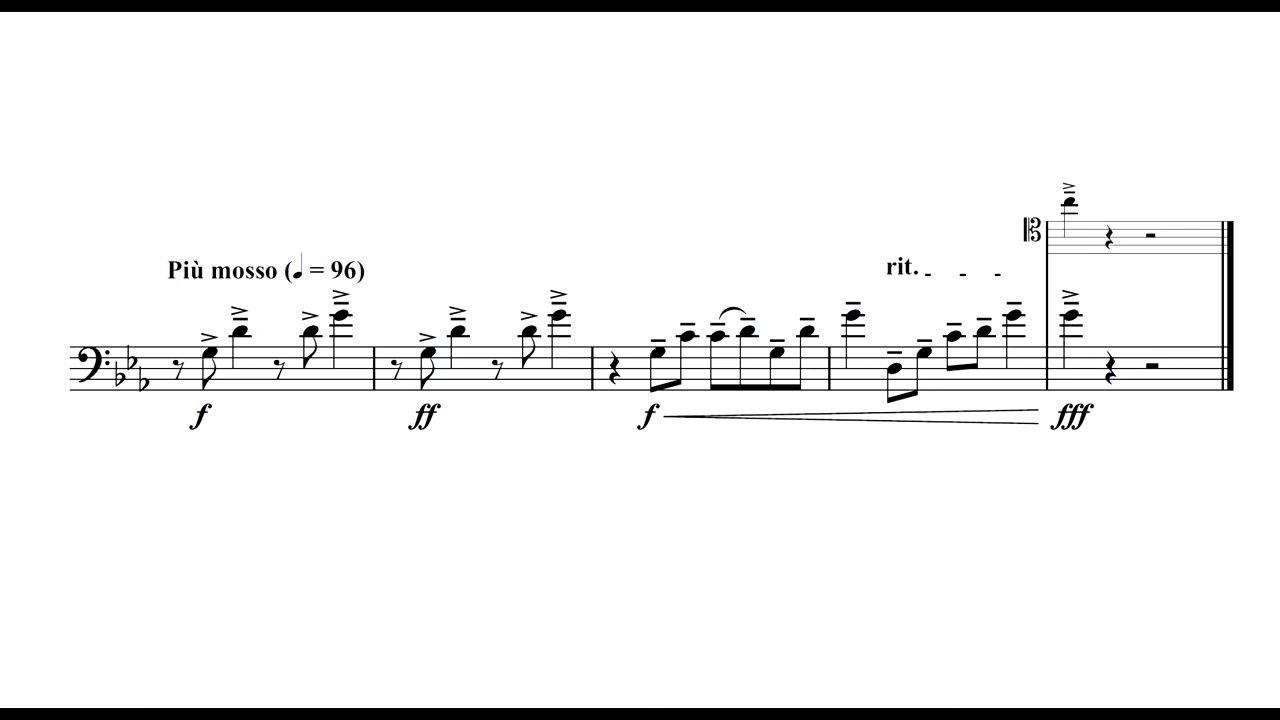 Più mosso (♩ = 96)
rit.
f
ff
f
fff